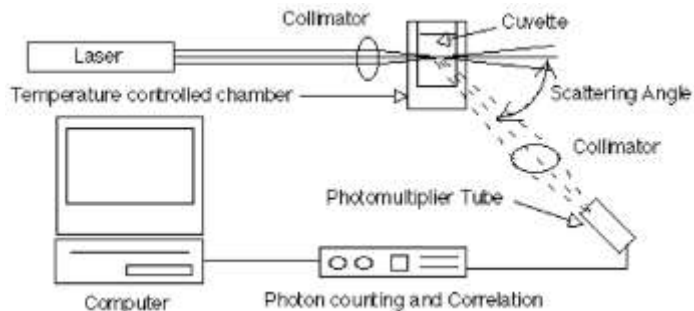 Collimator
Cuvette
Laser
Temperature controlled chamber
Scattering Angle
Collimator
Photomultiplier Tube
Computer
Photon counting and Correlation